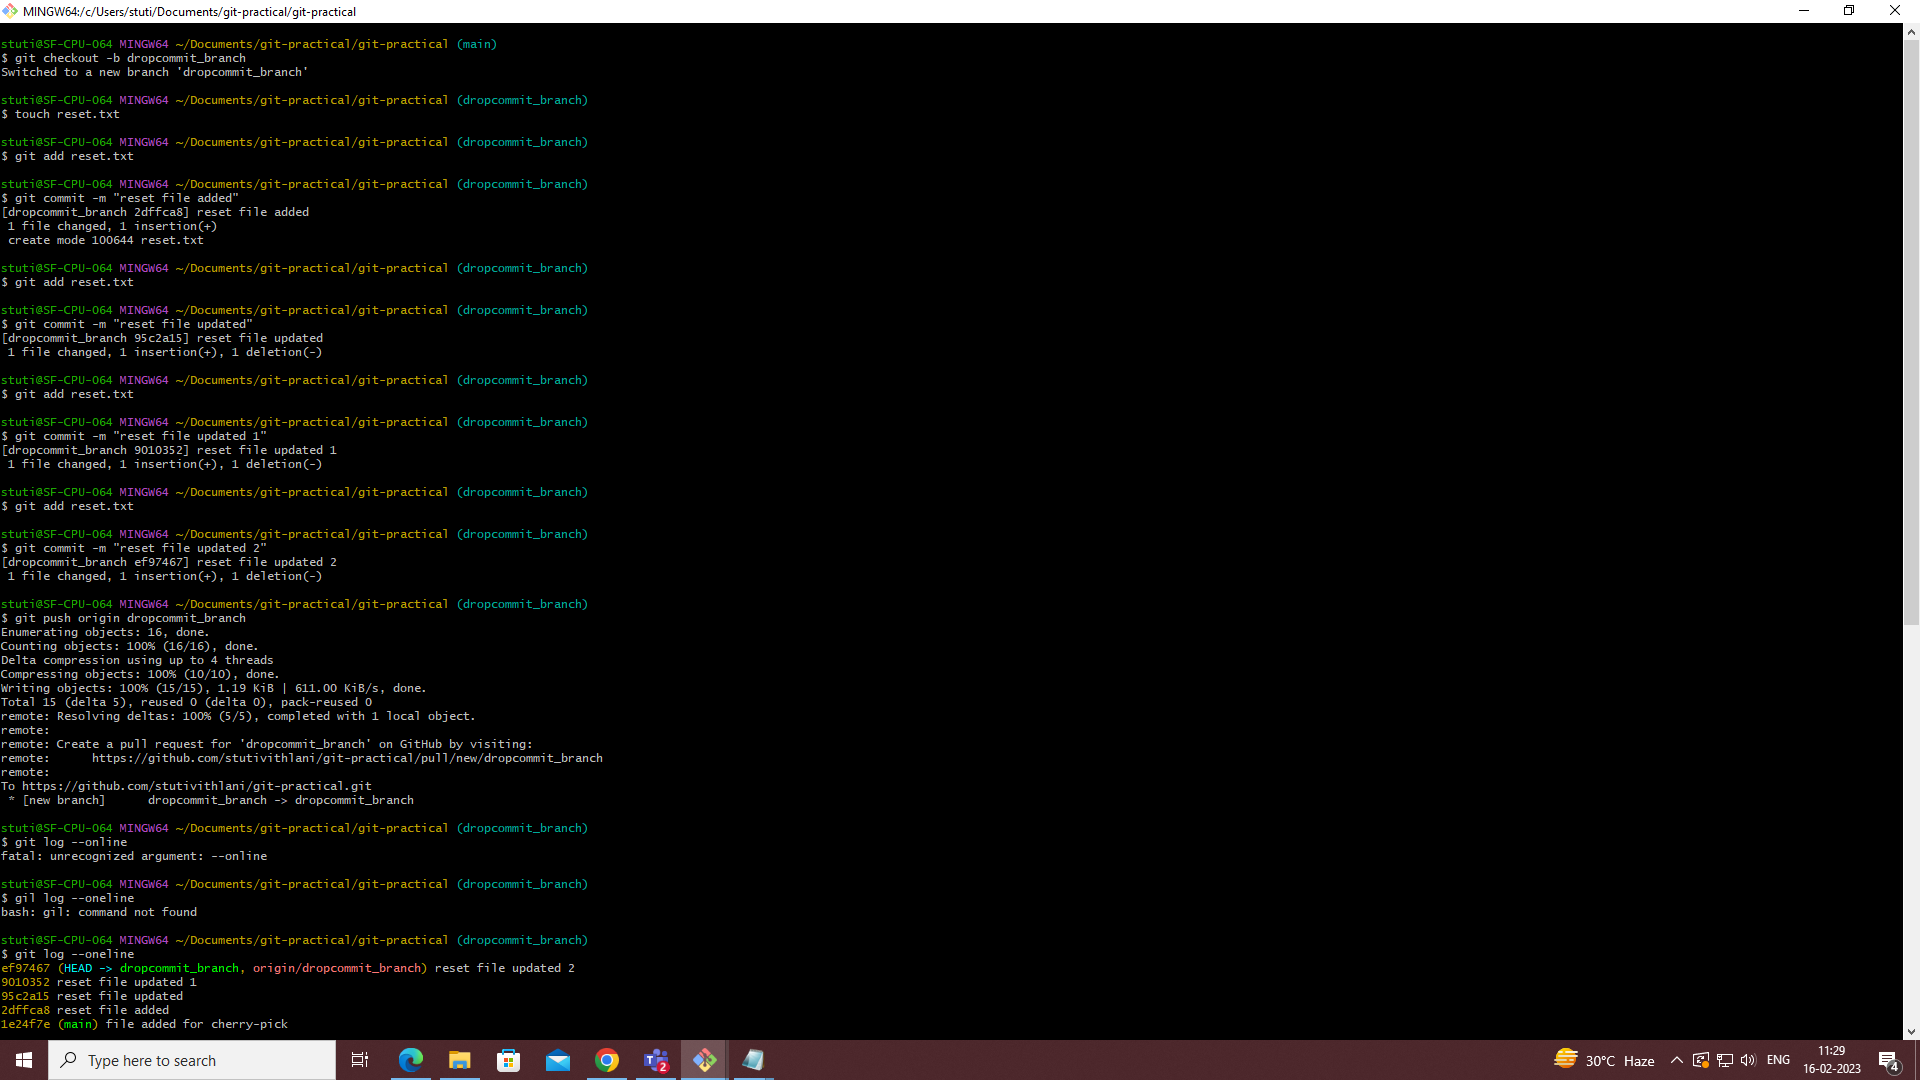 MINGW64:/c/Users/stuti/Documents/git-practical/git-practical
stuti@SF-CPU-064 MINGW64 ~/Documents/git-practical/git-practical (main)
$ git checkout -b dropcommit_branch
Switched to a new branch 'dropcommit_branch'
stuti@SF-CPU-064 MINGW64 ~/Documents/git-practical/git-practical (dropcommit_branch)
$ touch reset.txt
stuti@SF-CPU-064 MINGW64 ~/Documents/git-practical/git-practical (dropcommit_branch)
$ git add reset.txt
stuti@SF-CPU-064 MINGW64 ~/Documents/git-practical/git-practical (dropcommit_branch)
$ git commit -m "reset file added"
[dropcommit_branch 2dffca8] reset file added
1 file changed, 1 insertion(+)
create mode 100644 reset.txt
stuti@SF-CPU-064 MINGW64 ~/Documents/git-practical/git-practical (dropcommit_branch)
$ git add reset.txt
stuti@SF-CPU-064 MINGW64 ~/Documents/git-practical/git-practical (dropcommit_branch)
$ git commit -m "reset file updated"
[dropcommit_branch 95c2a15] reset file updated
1 file changed, 1 insertion(+), 1 deletion(-)
stuti@SF-CPU-064 MINGW64 ~/Documents/git-practical/git-practical (dropcommit_branch)
$ git add reset.txt
stuti@SF-CPU-064 MINGW64 ~/Documents/git-practical/git-practical (dropcommit_branch)
$ git commit -m "reset file updated 1"
[dropcommit_branch 9010352] reset file updated 1
1 file changed, 1 insertion(+), 1 deletion(-)
stuti@SF-CPU-064 MINGW64 ~/Documents/git-practical/git-practical (dropcommit_branch)
$ git add reset.txt
stuti@SF-CPU-064 MINGW64 ~/Documents/git-practical/git-practical (dropcommit_branch)
$ git commit -m "reset file updated 2"
[dropcommit_branch ef97467] reset file updated 2
1 file changed, 1 insertion(+), 1 deletion(-)
stuti@SF-CPU-064 MINGW64 ~/Documents/git-practical/git-practical (dropcommit_branch)
$ git push origin dropcommit_branch
Enumerating objects: 16, done.
Counting objects: 100% (16/16), done.
Delta compression using up to 4 threads
Compressing objects: 100% (10/10), done.
Writing objects: 100% (15/15), 1.19 KiB | 611.00 KiB/s, done.
Total 15 (delta 5), reused 0 (delta 0), pack-reused 0
remote: Resolving deltas: 100% (5/5), completed with 1 local object.
remote:
remote: Create a pull request for 'dropcommit_branch' on GitHub by visiting:
remote:      https://github.com/stutivithlani/git-practical/pull/new/dropcommit_branch
remote:
To https://github.com/stutivithlani/git-practical.git
* [new branch]      dropcommit_branch -> dropcommit_branch
stuti@SF-CPU-064 MINGW64 ~/Documents/git-practical/git-practical (dropcommit_branch)
$ git log --online
fatal: unrecognized argument: --online
stuti@SF-CPU-064 MINGW64 ~/Documents/git-practical/git-practical (dropcommit_branch)
$ gil log --oneline
bash: gil: command not found
stuti@SF-CPU-064 MINGW64 ~/Documents/git-practical/git-practical (dropcommit_branch)
$ git log --oneline
ef97467 (HEAD -> dropcommit_branch, origin/dropcommit_branch) reset file updated 2
9010352 reset file updated 1
95c2a15 reset file updated
2dffca8 reset file added
1e24f7e (main) file added for cherry-pick
Type here to search
2
30°C Haze
ENG
11:29
16-02-2023
4